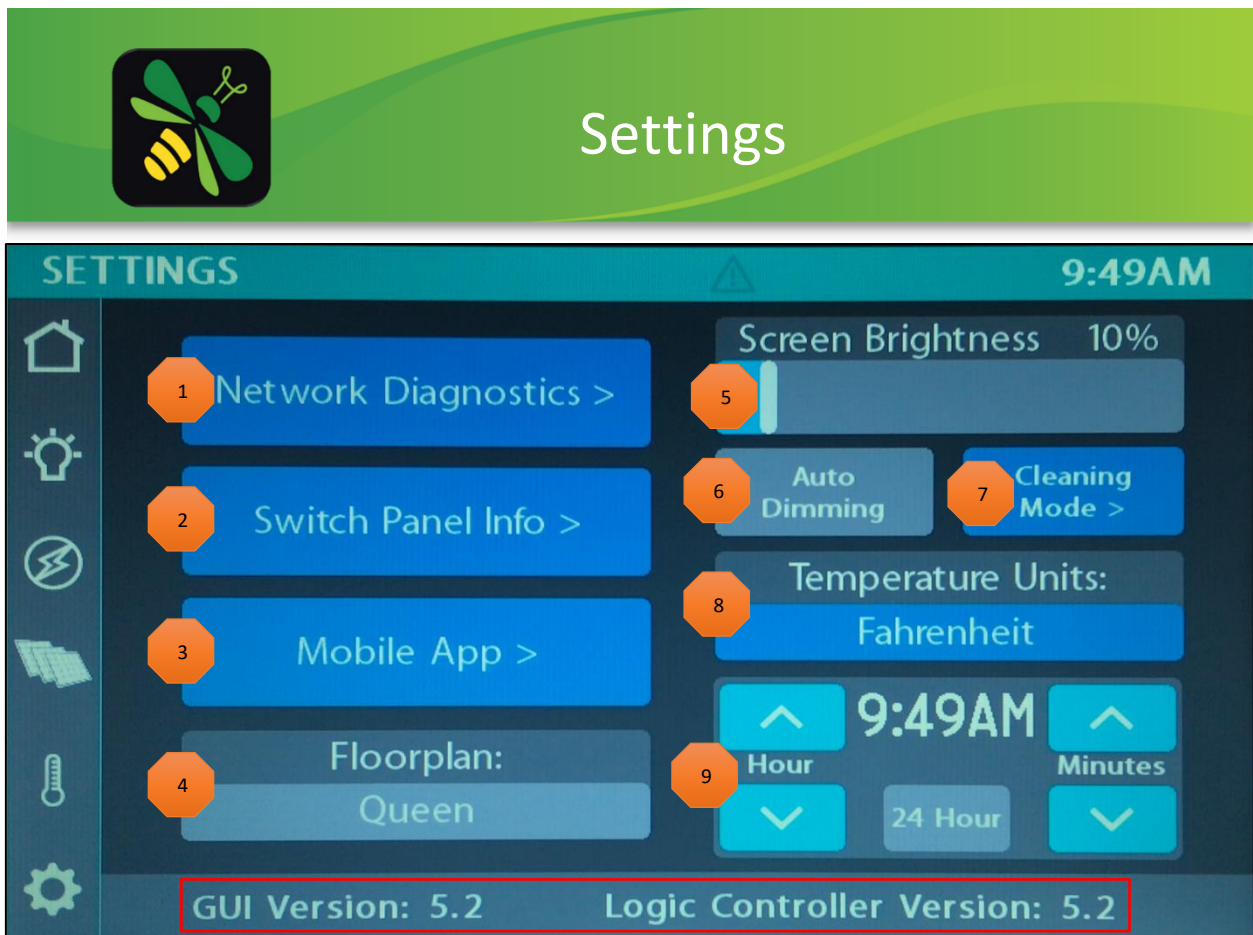 Settings
SETTINGS
9:49AM
1
Network Diagnostics >
2
Switch Panel Info >
3
Mobile App >
4
Floorplan:
Queen
5
Screen Brightness 10%
6
Auto
Dimming
7
Cleaning
Mode >
8
Temperature Units:
Fahrenheit
9
9:49AM
Hour
Minutes
24 Hour
GUI Version: 5.2
Logic Controller Version: 5.2